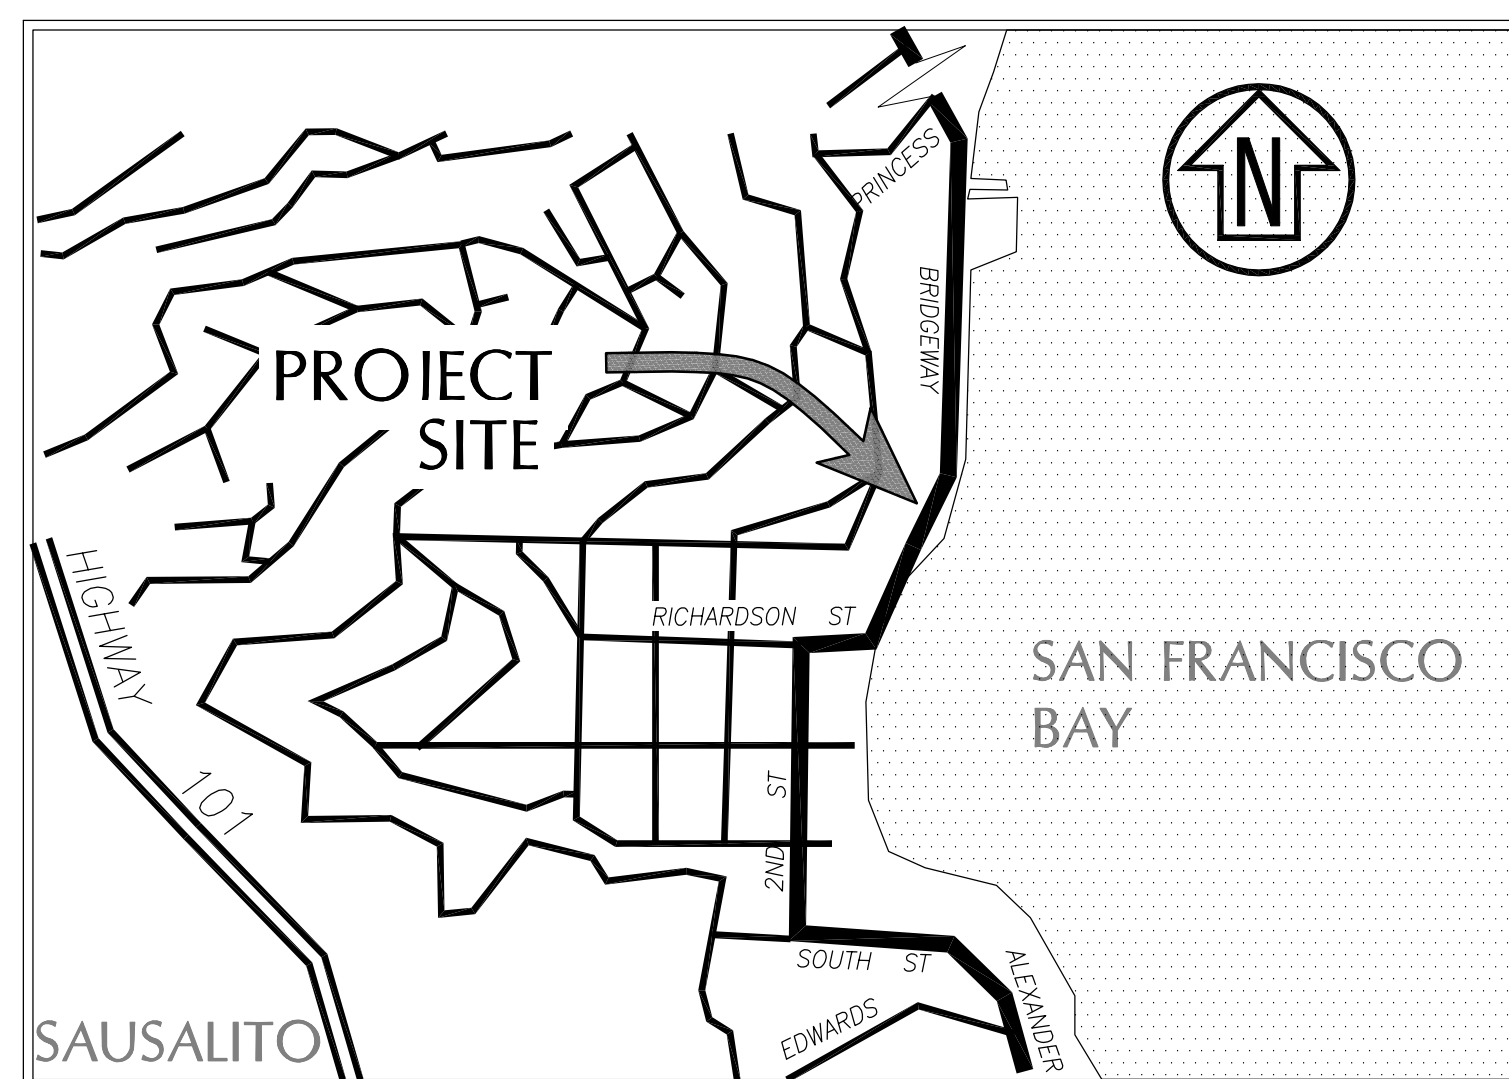 N
PRINCESS
BRIDGEWAY
PROJECT
SITE
HIGHWAY
101
RICHARDSON ST
SAN FRANCISCO
BAY
2ND ST
SOUTH ST
ALEXANDER
EDWARDS
SAUSALITO